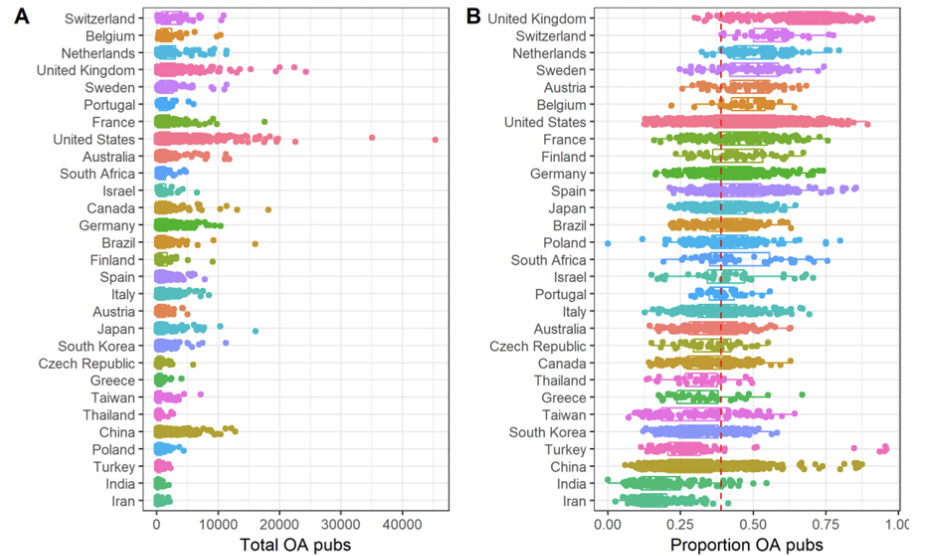 A
Switzerland
Belgium
Netherlands
United Kingdom
Sweden
Portugal
France
United States
Australia
South Africa
Israel
Canada
Germany
Brazil
Finland
Spain
Italy
Austria
Japan
South Korea
Czech Republic
Greece
Taiwan
Thailand
China
Poland
Turkey
India
Iran
0 10000 20000 30000 40000
Total OA pubs
B
United Kingdom
Switzerland
Netherlands
Sweden
Austria
Belgium
United States
France
Finland
Germany
Spain
Japan
Brazil
Poland
South Africa
Israel
Portugal
Italy
Australia
Czech Republic
Canada
Thailand
Greece
Taiwan
South Korea
Turkey
China
India
Iran
0.00 0.25 0.50 0.75 1.00
Proportion OA pubs